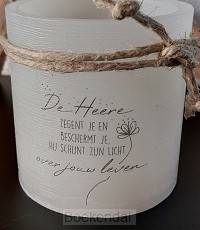 De Heere
ZEGENT JE EN
BESCHERMT JE.
HIJ SCHIJNT ZIJN LICHT
over jouw leven
Boekendal